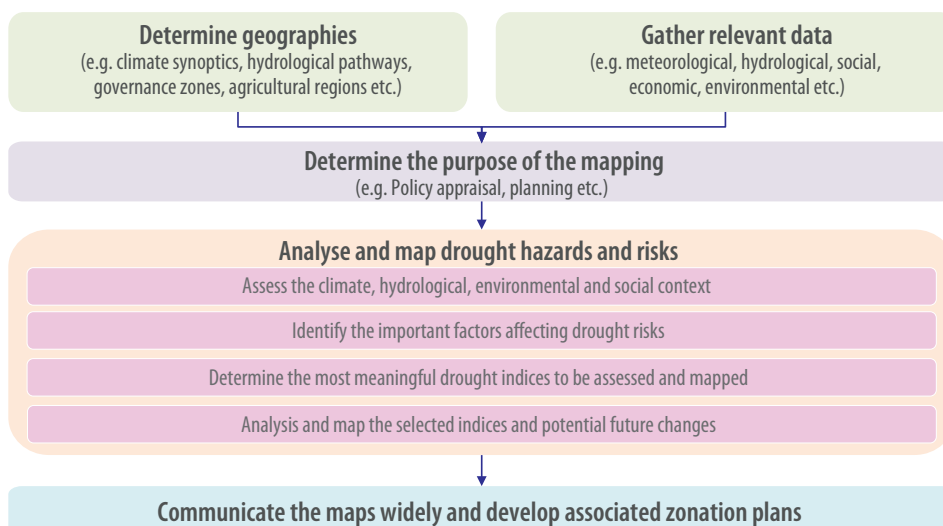 Determine geographies
(e.g. climate synoptics, hydrological pathways,
governance zones, agricultural regions etc.)
Gather relevant data
(e.g. meteorological, hydrological, social,
economic, environmental etc.)
Determine the purpose of the mapping
(e.g. Policy appraisal, planning etc.)
Analyse and map drought hazards and risks
Assess the climate, hydrological, environmental and social context
Identify the important factors affecting drought risks
Determine the most meaningful drought indices to be assessed and mapped
Analysis and map the selected indices and potential future changes
Communicate the maps widely and develop associated zonation plans